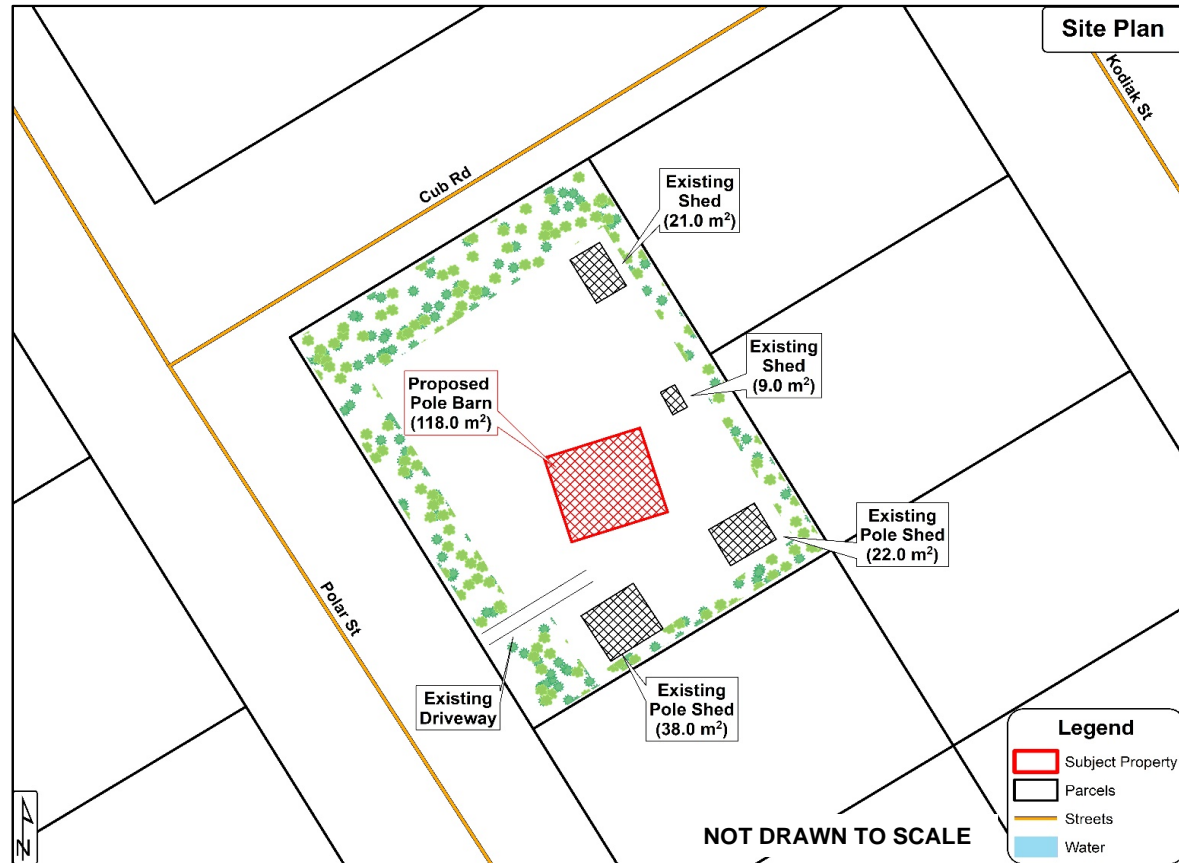 Site Plan
Kodiak St
Cub Rd
Existing
Shed
(21.0 m²)
Existing
Shed
(9.0 m²)
Proposed
Pole Barn
(118.0 m²)
Existing
Pole Shed
(22.0 m²)
Polar St
Existing
Driveway
Existing
Pole Shed
(38.0 m²)
Legend
Subject Property
Parcels
Streets
Water
NOT DRAWN TO SCALE
N